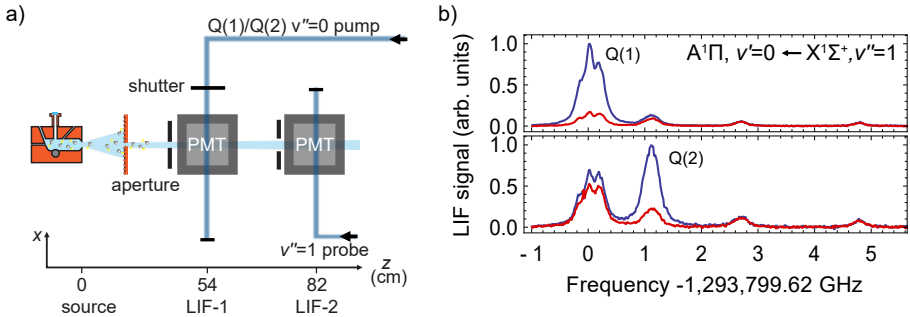 a)
Q(1)/Q(2) v″=0 pump
shutter
PMT
PMT
aperture
v″=1 probe
x
z
(cm)
0
54
82
source
LIF-1
LIF-2
b)
LIF signal (arb. units)
1.0
0.5
0.0
Q(1)
A¹Π, v′=0 ← X¹Σ⁺, v″=1
1.0
0.5
0.0
Q(2)
- 1 0 1 2 3 4 5
Frequency -1,293,799.62 GHz